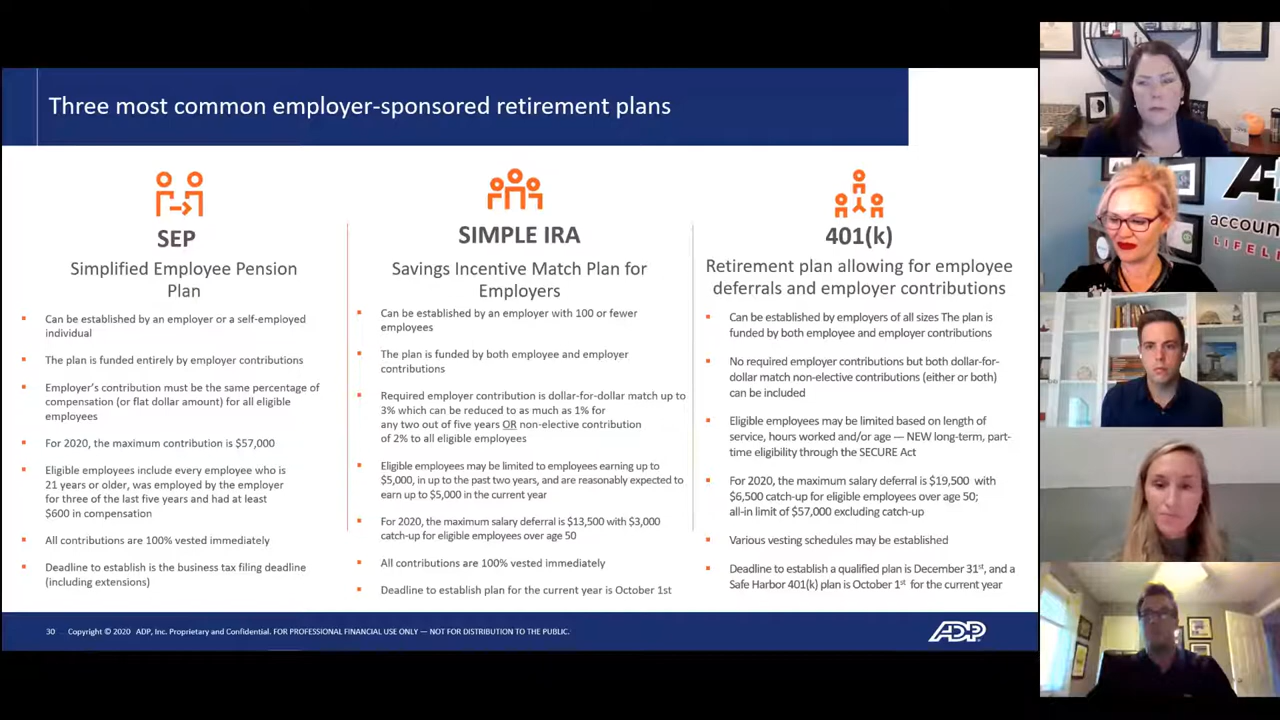 Three most common employer-sponsored retirement plans
SEP
Simplified Employee Pension
Plan
Can be established by an employer or a self-employed
individual
The plan is funded entirely by employer contributions
Employer's contribution must be the same percentage of
compensation (or flat dollar amount) for all eligible
employees
For 2020, the maximum contribution is $57,000
Eligible employees include every employee who is
21 years or older, was employed by the employer
for three of the last five years and had at least
$600 in compensation
All contributions are 100% vested immediately
Deadline to establish is the business tax filing deadline
(including extensions)
SIMPLE IRA
Savings Incentive Match Plan for
Employers
Can be established by an employer with 100 or fewer
employees
The plan is funded by both employee and employer
contributions
Required employer contribution is dollar-for-dollar match up to
3% which can be reduced to as much as 1% for
any two out of five years OR non-elective contribution
of 2% to all eligible employees
Eligible employees may be limited to employees earning up to
$5,000, in up to the past two years, and are reasonably expected to
earn up to $5,000 in the current year
For 2020, the maximum salary deferral is $13,500 with $3,000
catch-up for eligible employees over age 50
All contributions are 100% vested immediately
Deadline to establish plan for the current year is October 1st
401(k)
Retirement plan allowing for employee
deferrals and employer contributions
Can be established by employers of all sizes The plan is
funded by both employee and employer contributions
No required employer contributions but both dollar-for-
dollar match non-elective contributions (either or both)
can be included
Eligible employees may be limited based on length of
service, hours worked and/or age — NEW long-term, part-
time eligibility through the SECURE Act
For 2020, the maximum salary deferral is $19,500 with
$6,500 catch-up for eligible employees over age 50;
all-in limit of $57,000 excluding catch-up
Various vesting schedules may be established
Deadline to establish a qualified plan is December 31st, and a
Safe Harbor 401(k) plan is October 1st for the current year
30 Copyright © 2020 ADP, Inc. Proprietary and Confidential. FOR PROFESSIONAL FINANCIAL USE ONLY — NOT FOR DISTRIBUTION TO THE PUBLIC.
ADP
accoun
LIFEL